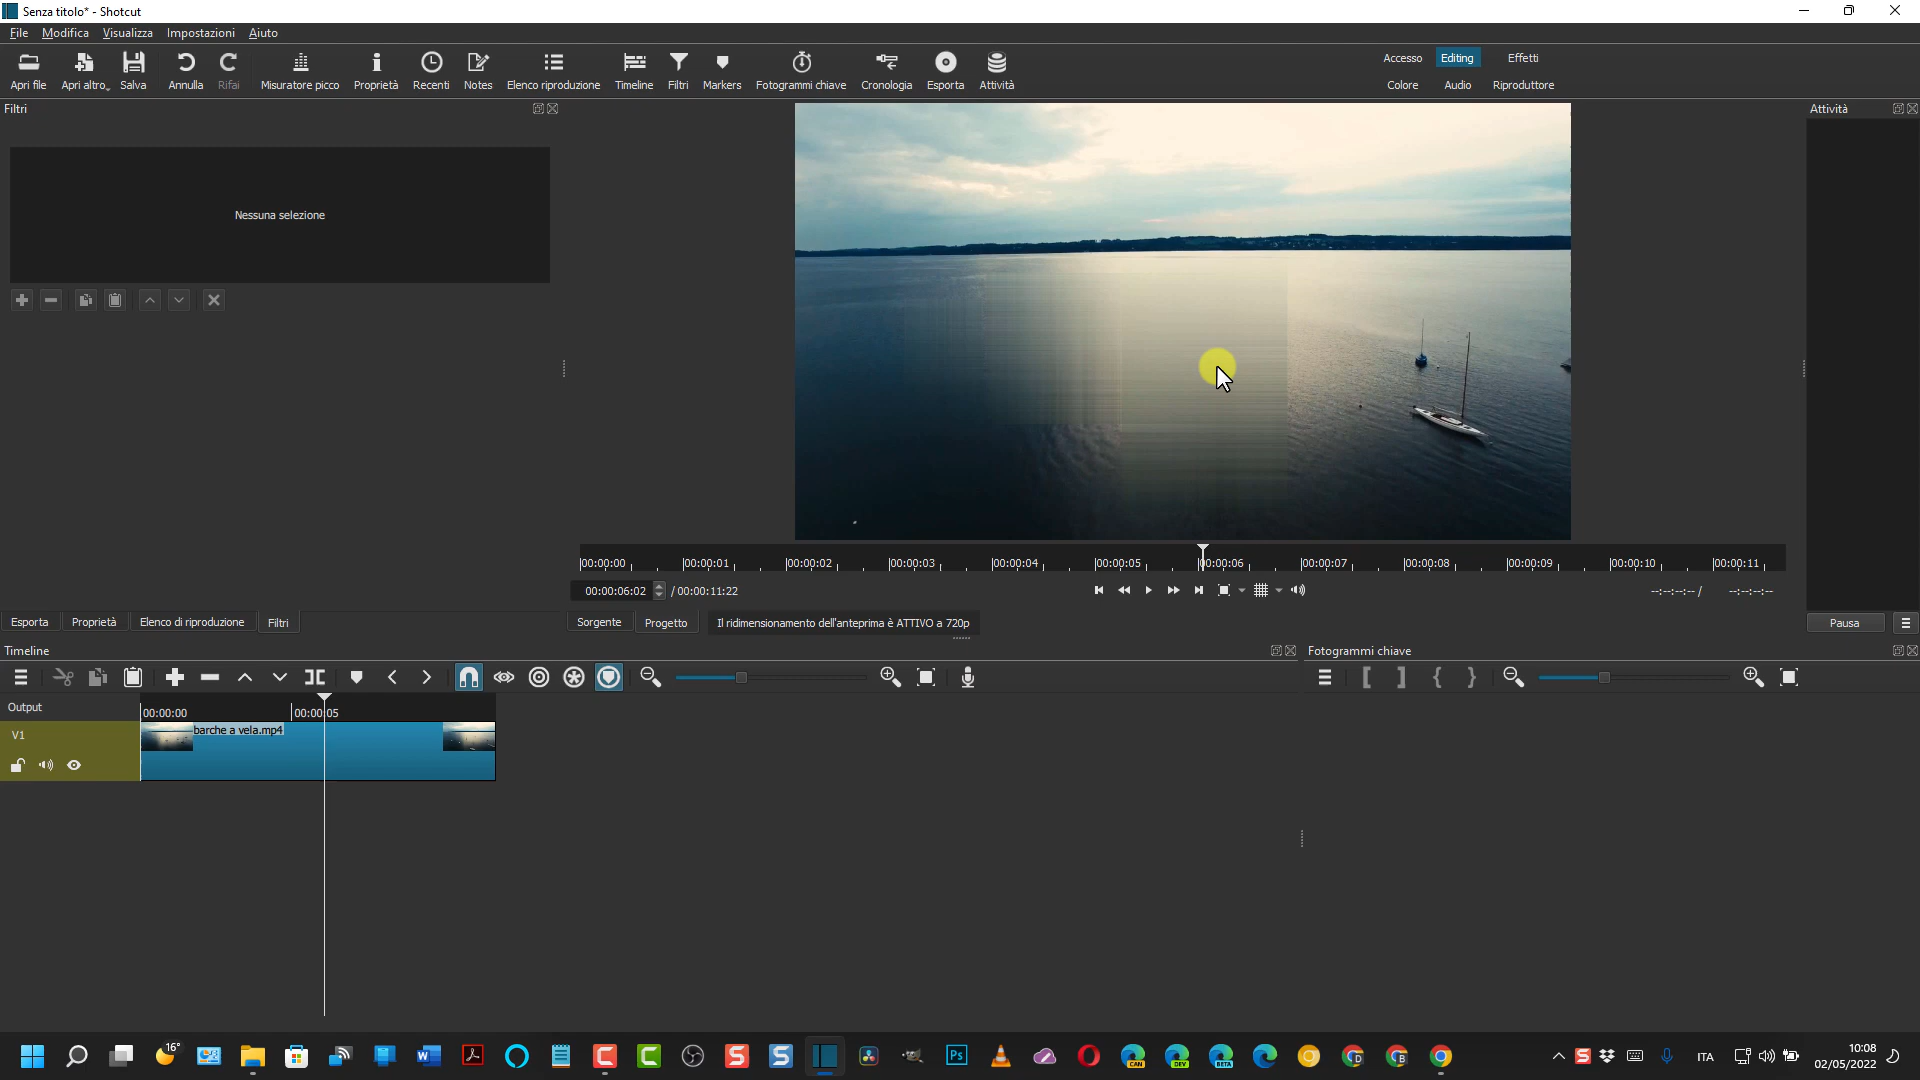 Senza titolo* - Shotcut
File Modifica Visualizza Impostazioni Aiuto
Apri file Apri altro... Salva Annulla Rifai Misuratore picco Proprietà Recenti Notes Elenco riproduzione Timeline Filtri Markers Fotogrammi chiave Cronologia Esporta Attività
Accesso Editing Effetti
Colore Audio Riproduttore
Filtri
Attività
Nessuna selezione
00:00:00 00:00:01 00:00:02 00:00:03 00:00:04 00:00:05 00:00:06 00:00:07 00:00:08 00:00:09 00:00:10 00:00:11
00:00:06:02 / 00:00:11:22
--:--:--:-- / --:--:--:--
Esporta Proprietà Elenco di riproduzione Filtri
Sorgente Progetto Il ridimensionamento dell'anteprima è ATTIVO a 720p
Pausa
Timeline
Fotogrammi chiave
Output
00:00:00 00:00:05
V1
barche a vela.mp4
16°
Ps
CAN
DEV
BETA
D
B
ITA
10:08
02/05/2022